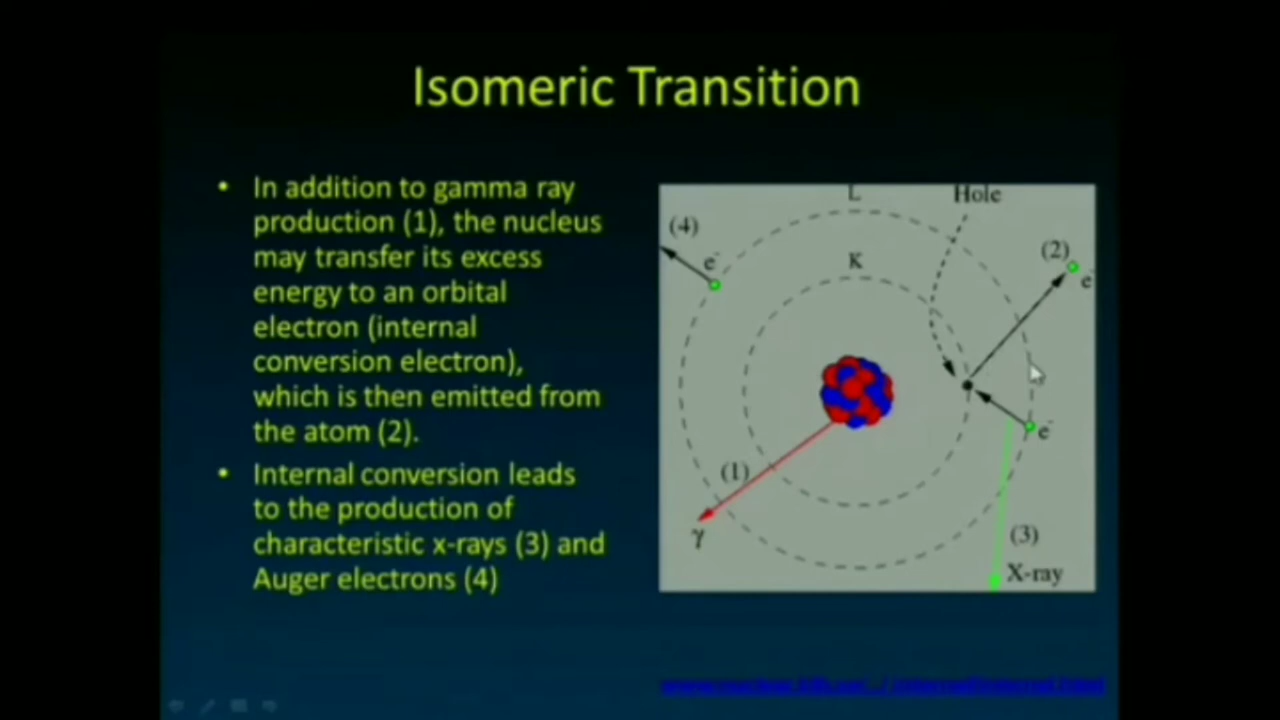 Isomeric Transition
• In addition to gamma ray
production (1), the nucleus
may transfer its excess
energy to an orbital
electron (internal
conversion electron),
which is then emitted from
the atom (2).
• Internal conversion leads
to the production of
characteristic x-rays (3) and
Auger electrons (4)
L
Hole
(4)
(2)
e-
K
e-
e-
(1)
γ
(3)
X-ray